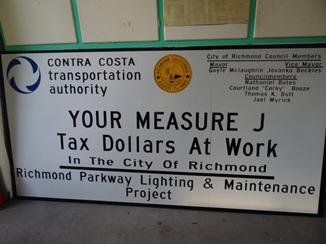 CONTRA COSTA
transportation
authority
City of Richmond Council Members
Mayor Vice Mayor
Gayle Mclaughlin Jovanka Beckles
Councilmembers
Nathaniel Bates
Courtland 'Corky' Booze
Thomas K. Butt
Jael Myrick
YOUR MEASURE J
Tax Dollars At Work
In The City Of Richmond
Richmond Parkway Lighting & Maintenance
Project